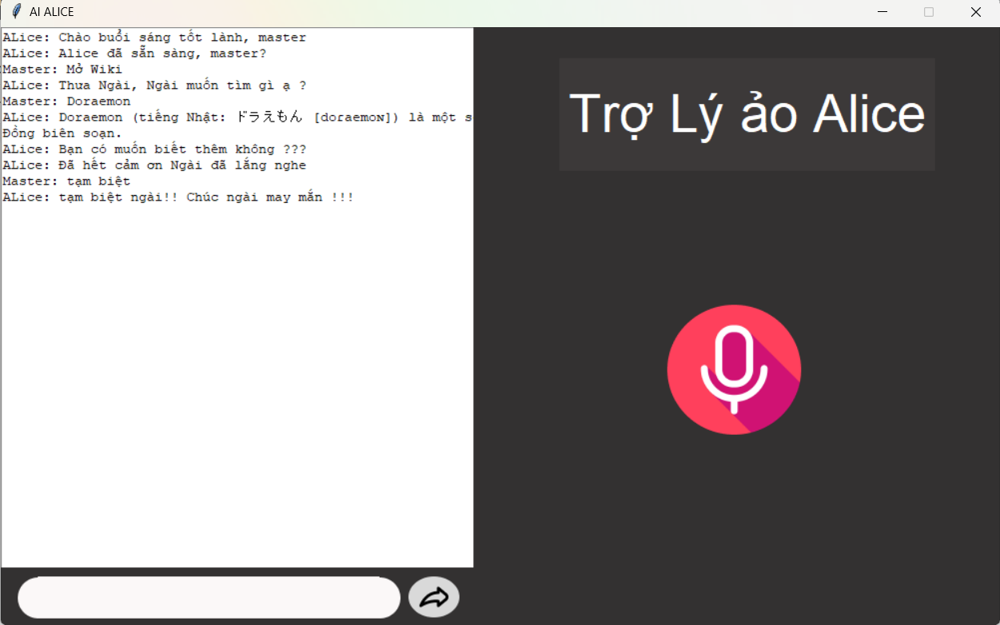 AI ALICE
ALice: Chào buổi sáng tốt lành, master
ALice: Alice đã sẵn sàng, master?
Master: Mở Wiki
ALice: Thưa Ngài, Ngài muốn tìm gì ạ ?
Master: Doraemon
ALice: Doraemon (tiếng Nhật: ドラえもん [doɾaemoɴ]) là một s
Đồng biên soạn.
ALice: Bạn có muốn biết thêm không ???
ALice: Đã hết cảm ơn Ngài đã lắng nghe
Master: tạm biệt
ALice: tạm biệt ngài!! Chúc ngài may mắn !!!
Trợ Lý ảo Alice